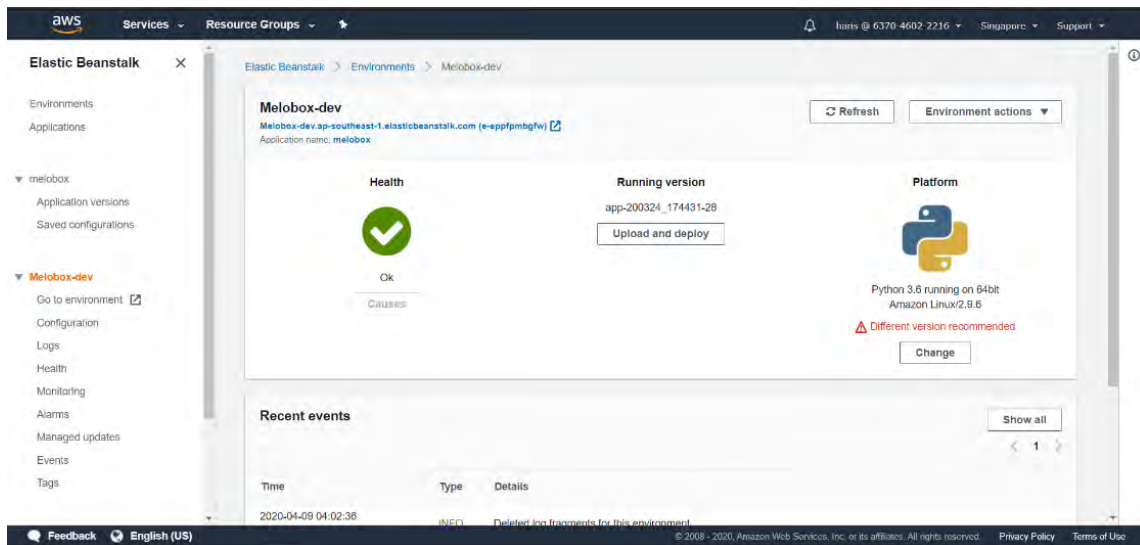 aws Services Resource Groups haris @ 6370-4602-2216 Singapore Support
Elastic Beanstalk
Environments
Applications
melobox
Application versions
Saved configurations
Melobox-dev
Go to environment
Configuration
Logs
Health
Monitoring
Alarms
Managed updates
Events
Tags
Elastic Beanstalk > Environments > Melobox-dev
Melobox-dev
Melobox-dev.ap-southeast-1.elasticbeanstalk.com (e-eppfpmbgfw)
Application name: melobox
Refresh
Environment actions
Health
Ok
Causes
Running version
app-200324_174431-28
Upload and deploy
Platform
Python 3.6 running on 64bit
Amazon Linux/2.9.6
Different version recommended
Change
Recent events
Show all
< 1 >
Time Type Details
2020-04-09 04:02:36
INFO Deleted log fragments for this environment.
Feedback English (US) © 2008 - 2020, Amazon Web Services, Inc. or its affiliates. All rights reserved. Privacy Policy Terms of Use